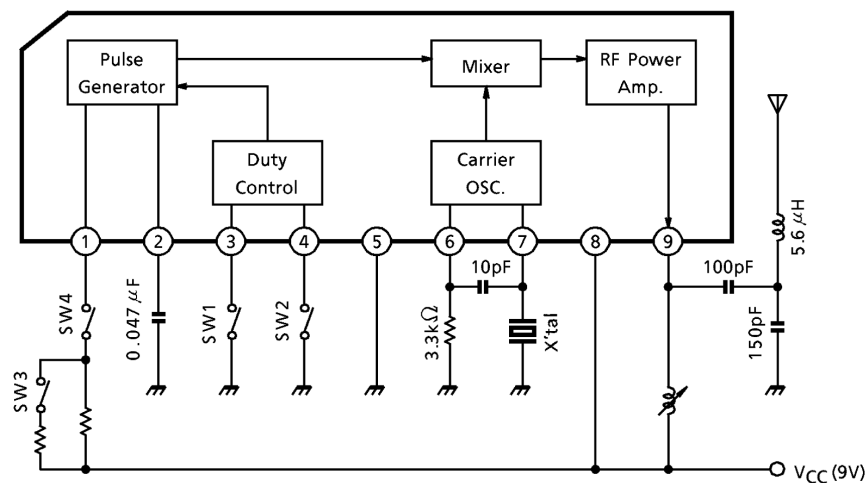 Pulse
Generator
Mixer
RF Power
Amp.
Duty
Control
Carrier
OSC.
1
2
3
4
5
6
7
8
9
SW4
0.047 μF
SW1
SW2
10pF
3.3kΩ
X'tal
100pF
5.6 μH
150pF
SW3
VCC (9V)